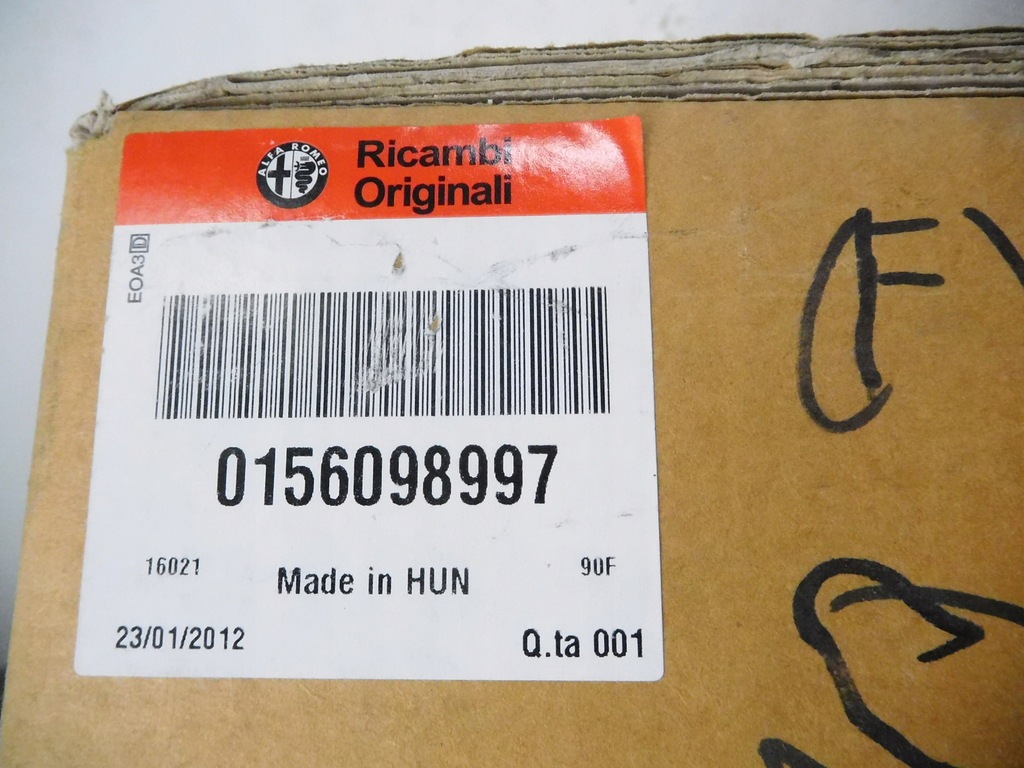 ALFA ROMEO
Ricambi
Originali
EOA3D
0156098997
16021
Made in HUN
90F
23/01/2012
Q.ta 001